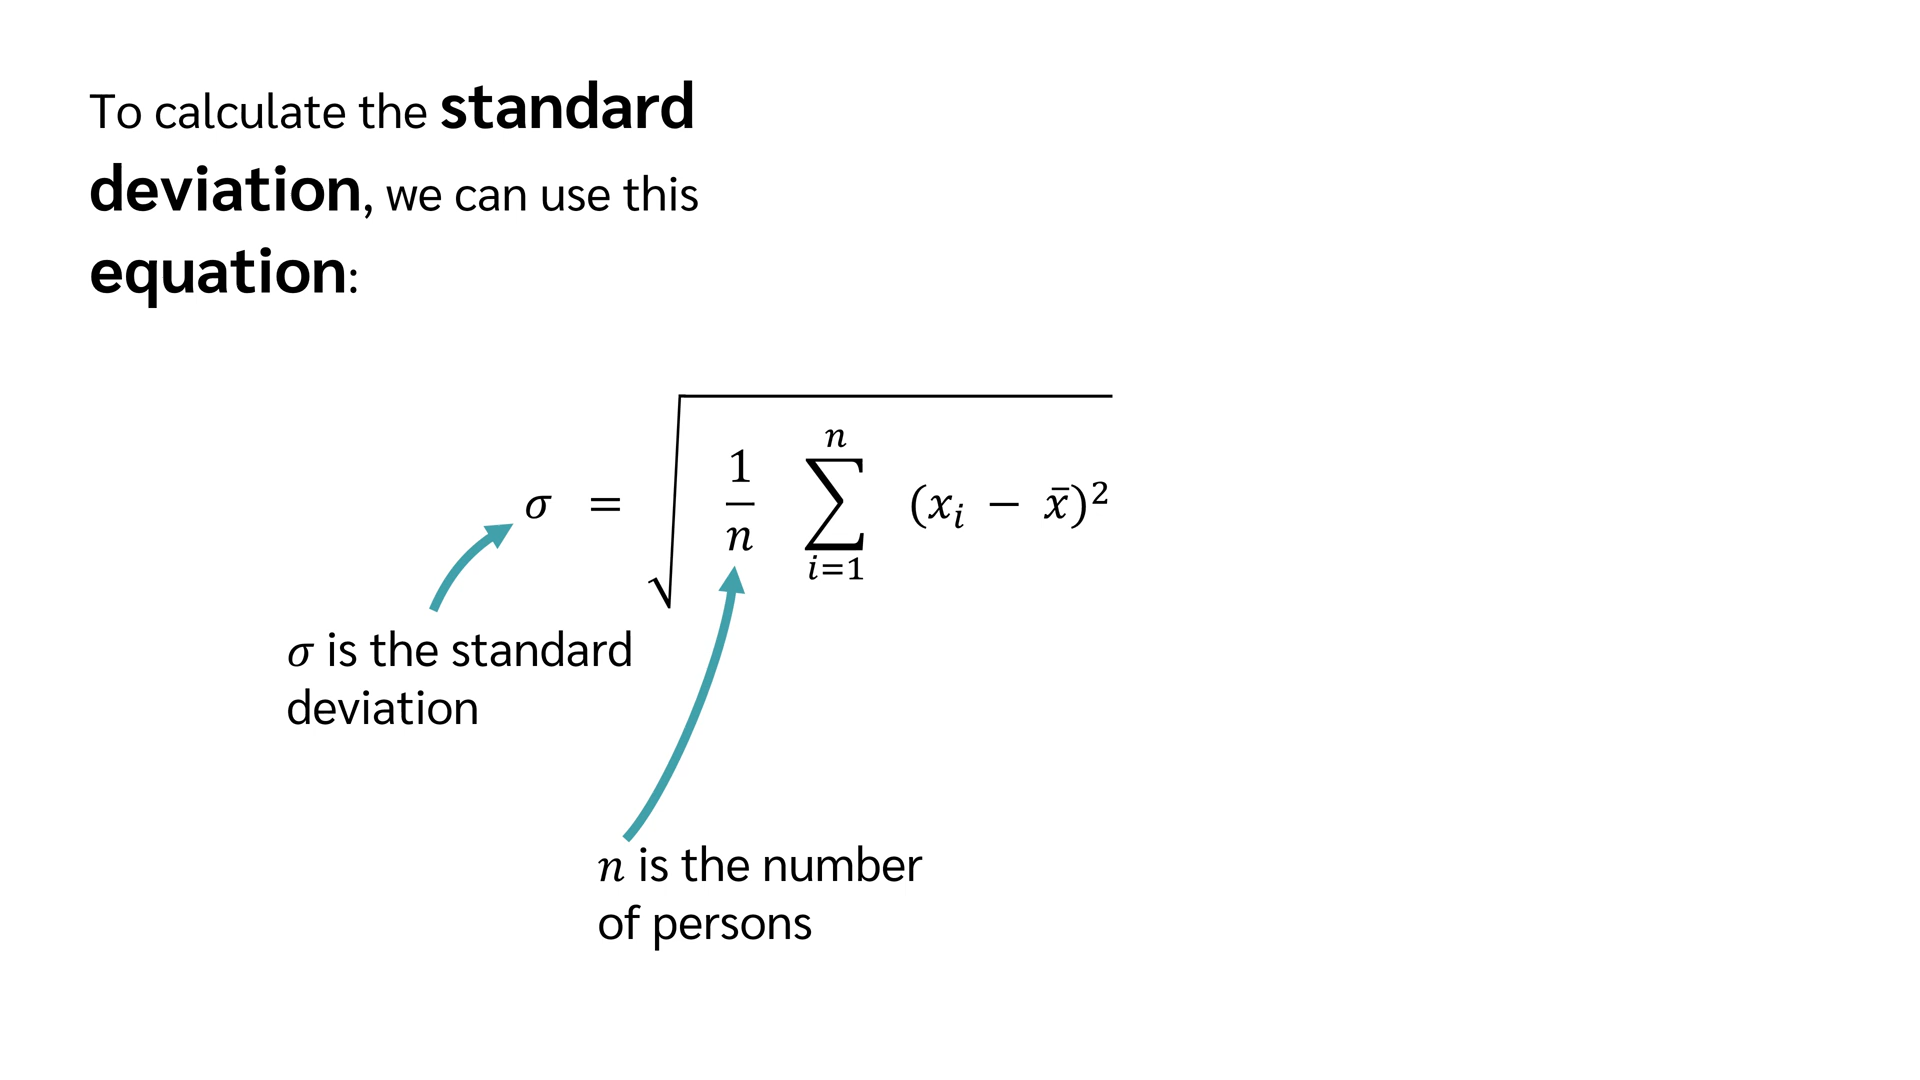 To calculate the standard
deviation, we can use this
equation:
σ = √ 1/n ∑ n i=1 (xᵢ − x̄)²
σ is the standard
deviation
n is the number
of persons